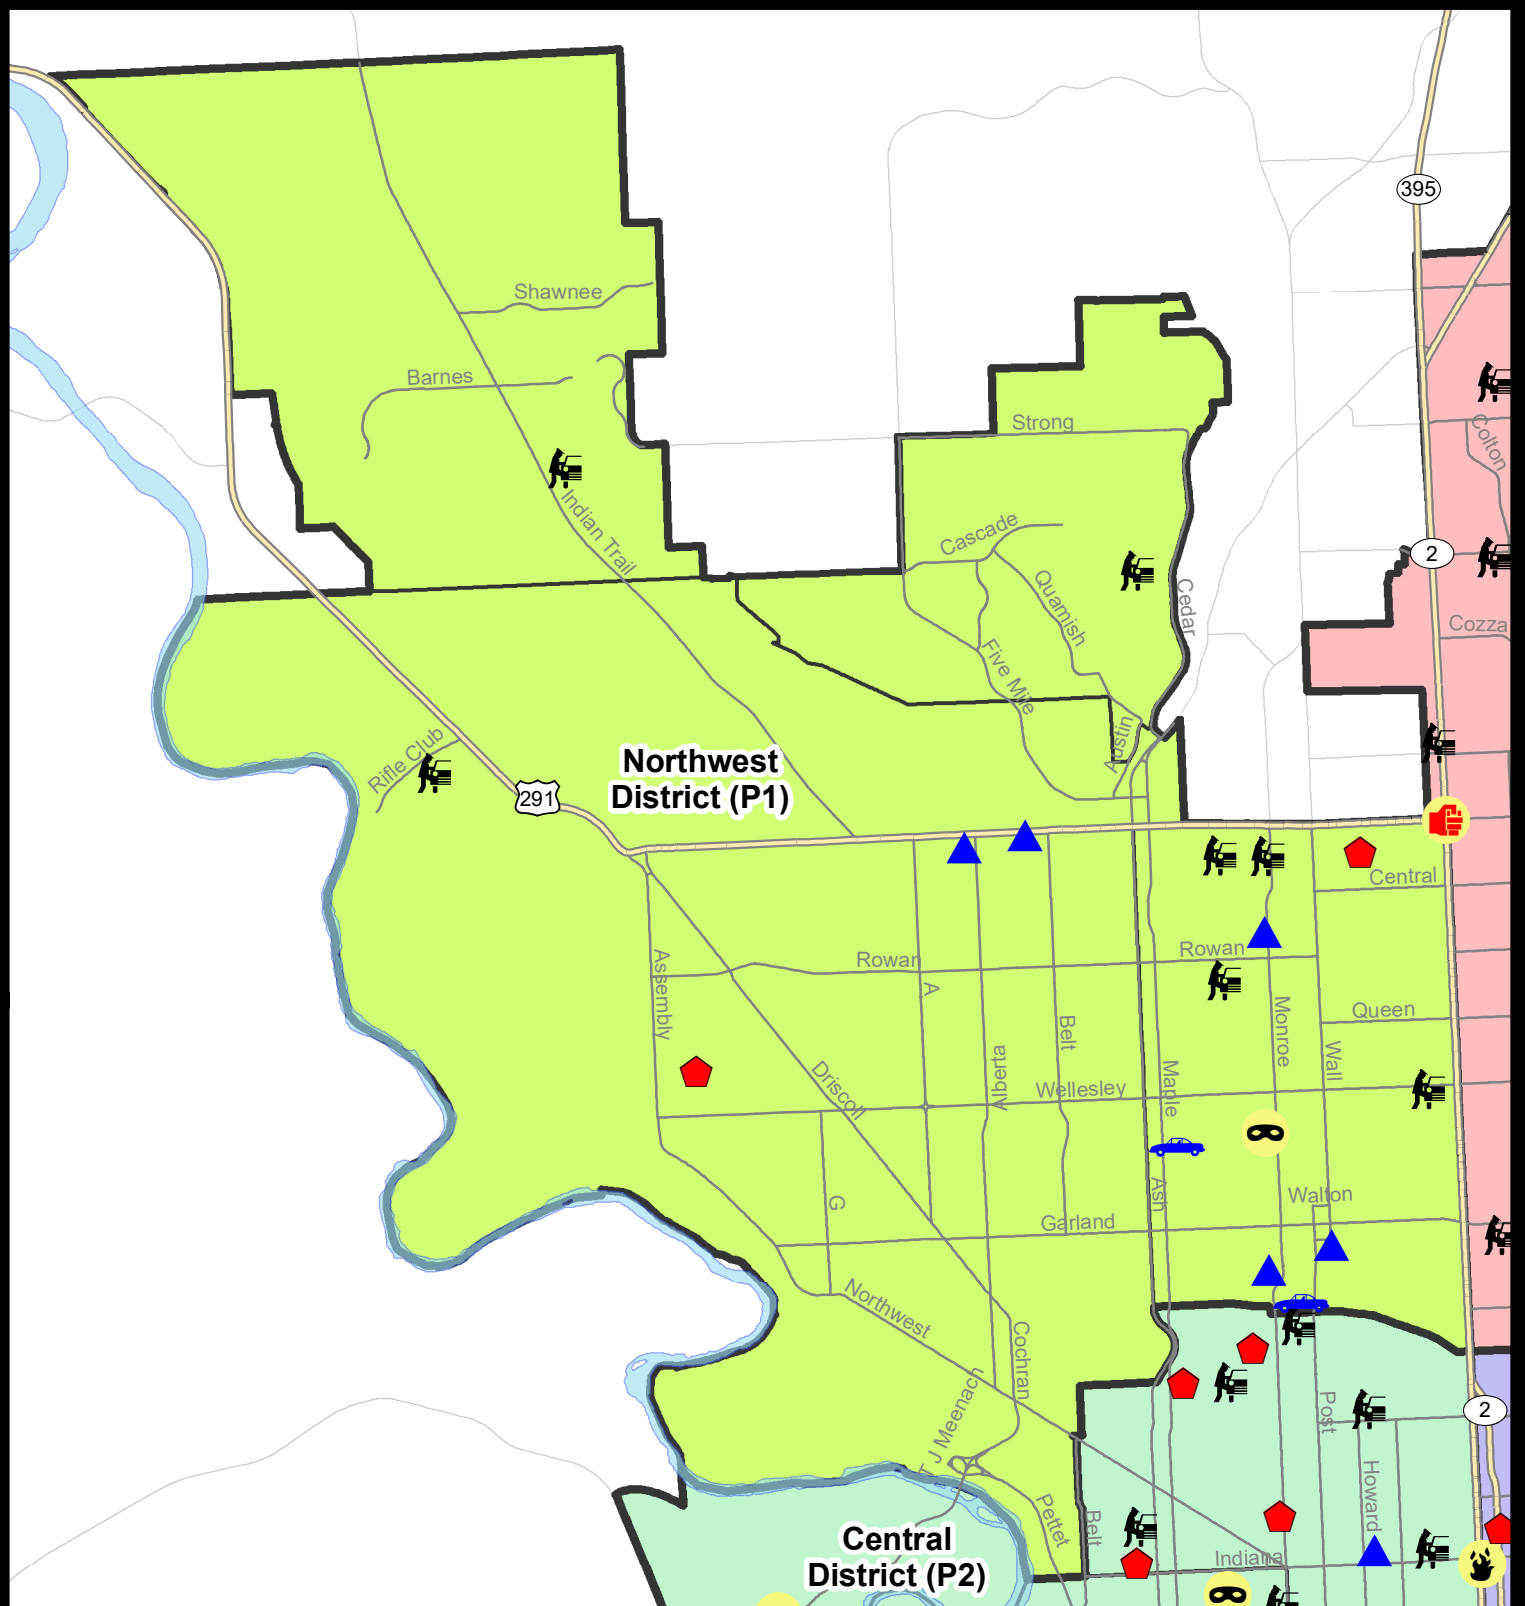 395
Shawnee
Barnes
Strong
Colton
Indian Trail
Cascade
2
Quamish
Cedar
Cozza
Five Mile
Austin
Rifle Club
Northwest
District (P1)
291
Central
Rowan
Rowan
Assembly
A
Queen
Monroe
Belt
Wall
Alberta
Driscoll
Maple
Wellesley
Ash
Walton
G
Garland
Northwest
Cochran
T J Meenach
Post
2
Howard
Pettet
Belt
Central
District (P2)
Indiana